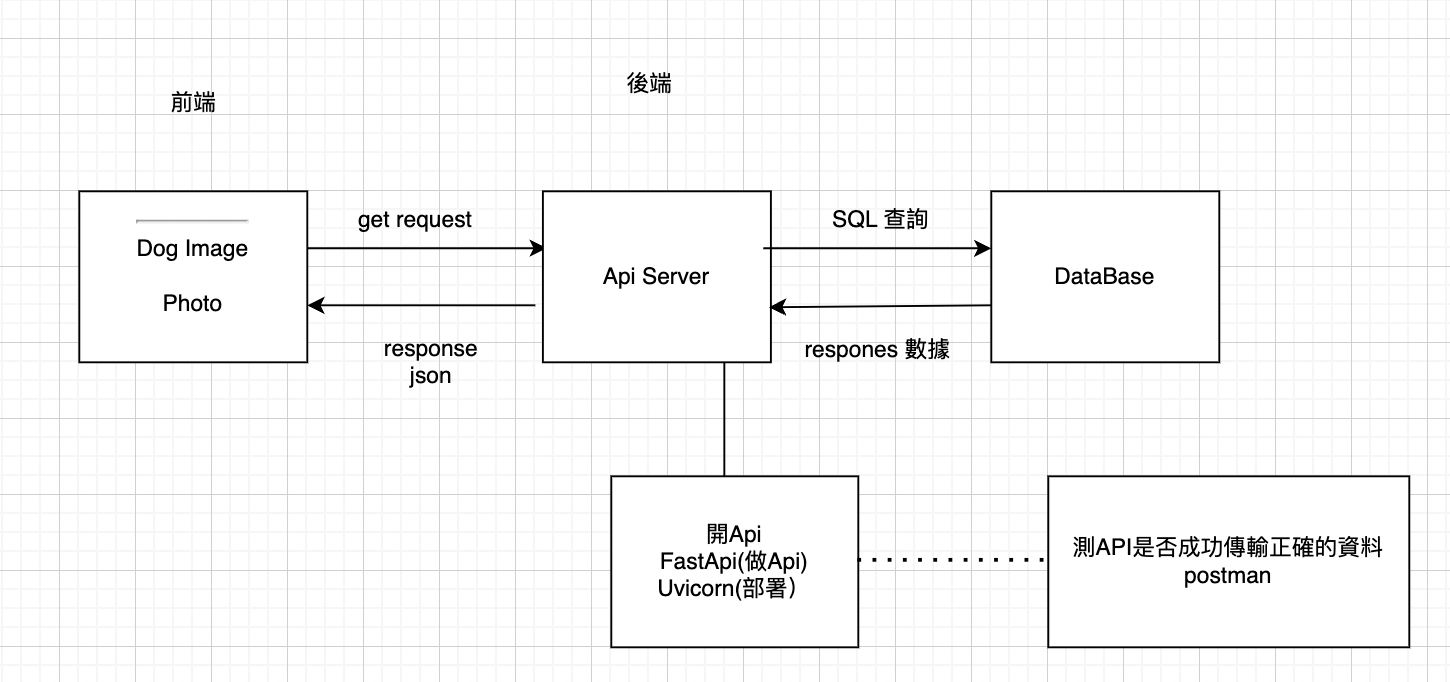 前端
後端
Dog Image
Photo
get request
response
json
Api Server
SQL 查詢
respones 數據
DataBase
開Api
FastApi(做Api)
Uvicorn(部署）
測API是否成功傳輸正確的資料
postman